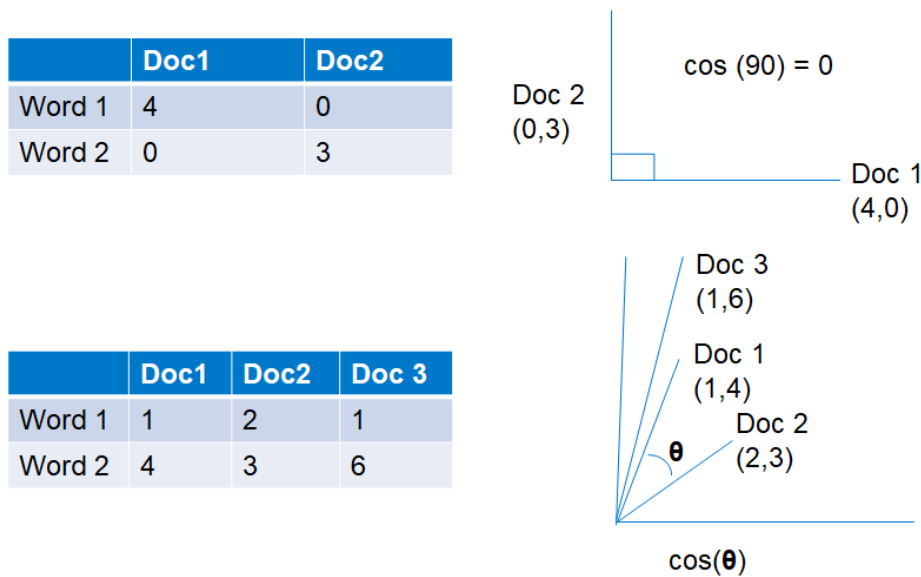 Doc1 Doc2
Word 1 4 0
Word 2 0 3
cos (90) = 0
Doc 2
(0,3)
Doc 1
(4,0)
Doc1 Doc2 Doc 3
Word 1 1 2 1
Word 2 4 3 6
Doc 3
(1,6)
Doc 1
(1,4)
Doc 2
(2,3)
θ
cos(θ)